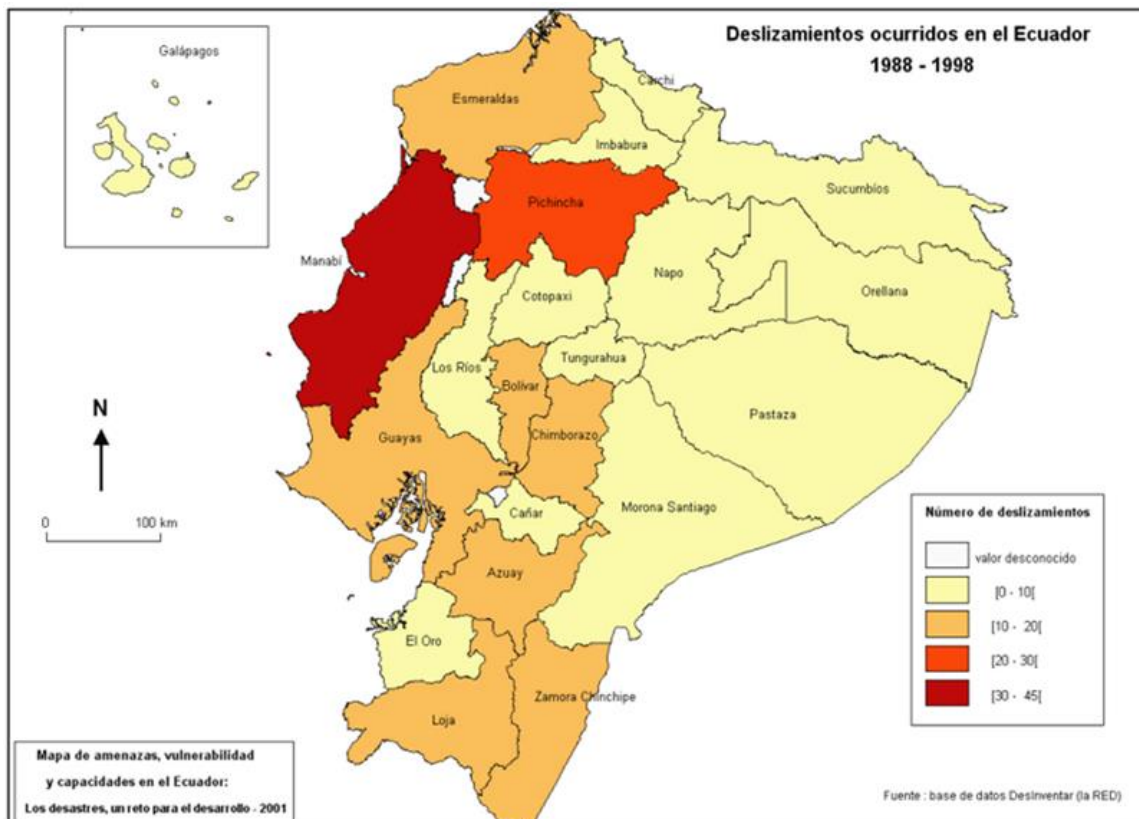 Deslizamientos ocurridos en el Ecuador
1988 - 1998
Galápagos
Esmeraldas
Carchi
Imbabura
Sucumbíos
Pichincha
Manabí
Napo
Orellana
Cotopaxi
Tungurahua
Los Ríos
Bolívar
Pastaza
Chimborazo
Guayas
Morona Santiago
Cañar
Azuay
El Oro
Zamora Chinchipe
Loja
N
0 100 km
Número de deslizamientos
valor desconocido
[0 - 10[
[10 - 20[
[20 - 30[
[30 - 45[
Mapa de amenazas, vulnerabilidad
y capacidades en el Ecuador:
Los desastres, un reto para el desarrollo - 2001
Fuente : base de datos DesInventar (la RED)